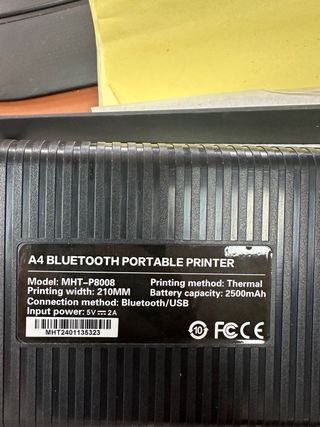 A4 BLUETOOTH PORTABLE PRINTER
Model: MHT-P8008 Printing method: Thermal
Printing width: 210MM Battery capacity: 2500mAh
Connection method: Bluetooth/USB
Input power: 5V⎓2A
MHT2401135323
10 FC CE